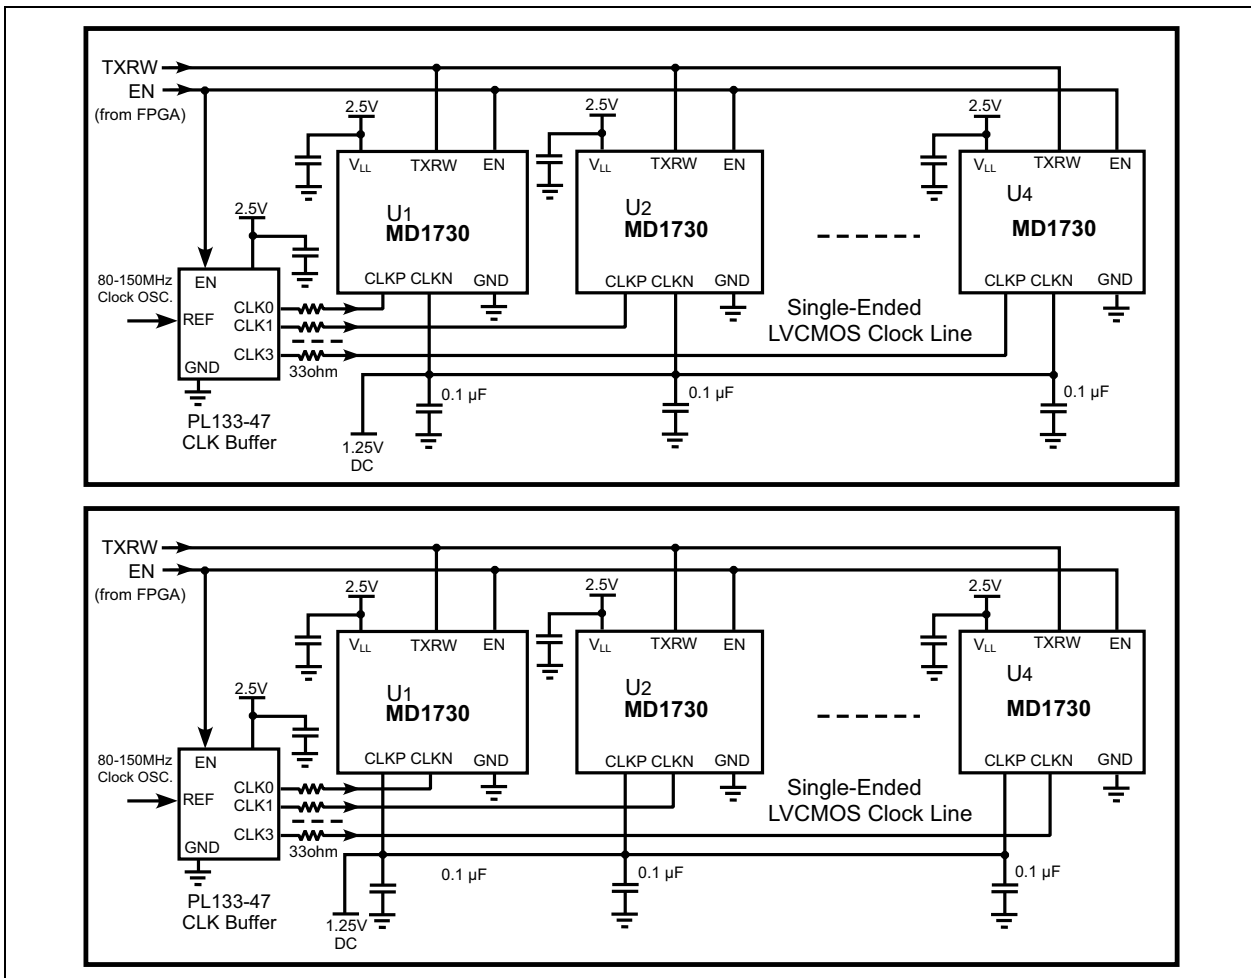 TXRW
EN
(from FPGA)
2.5V
2.5V
2.5V
VLL TXRW EN
VLL TXRW EN
VLL TXRW EN
2.5V
U1
MD1730
U2
MD1730
U4
MD1730
80-150MHz
Clock OSC.
EN
REF
GND
CLK0
CLK1
CLK3
33ohm
CLKP CLKN GND
CLKP CLKN GND
CLKP CLKN GND
Single-Ended
LVCMOS Clock Line
0.1 µF
0.1 µF
0.1 µF
PL133-47
CLK Buffer
1.25V
DC
TXRW
EN
(from FPGA)
2.5V
2.5V
2.5V
VLL TXRW EN
VLL TXRW EN
VLL TXRW EN
2.5V
U1
MD1730
U2
MD1730
U4
MD1730
80-150MHz
Clock OSC.
EN
REF
GND
CLK0
CLK1
CLK3
33ohm
CLKP CLKN GND
CLKP CLKN GND
CLKP CLKN GND
Single-Ended
LVCMOS Clock Line
0.1 µF
0.1 µF
0.1 µF
PL133-47
CLK Buffer
1.25V
DC